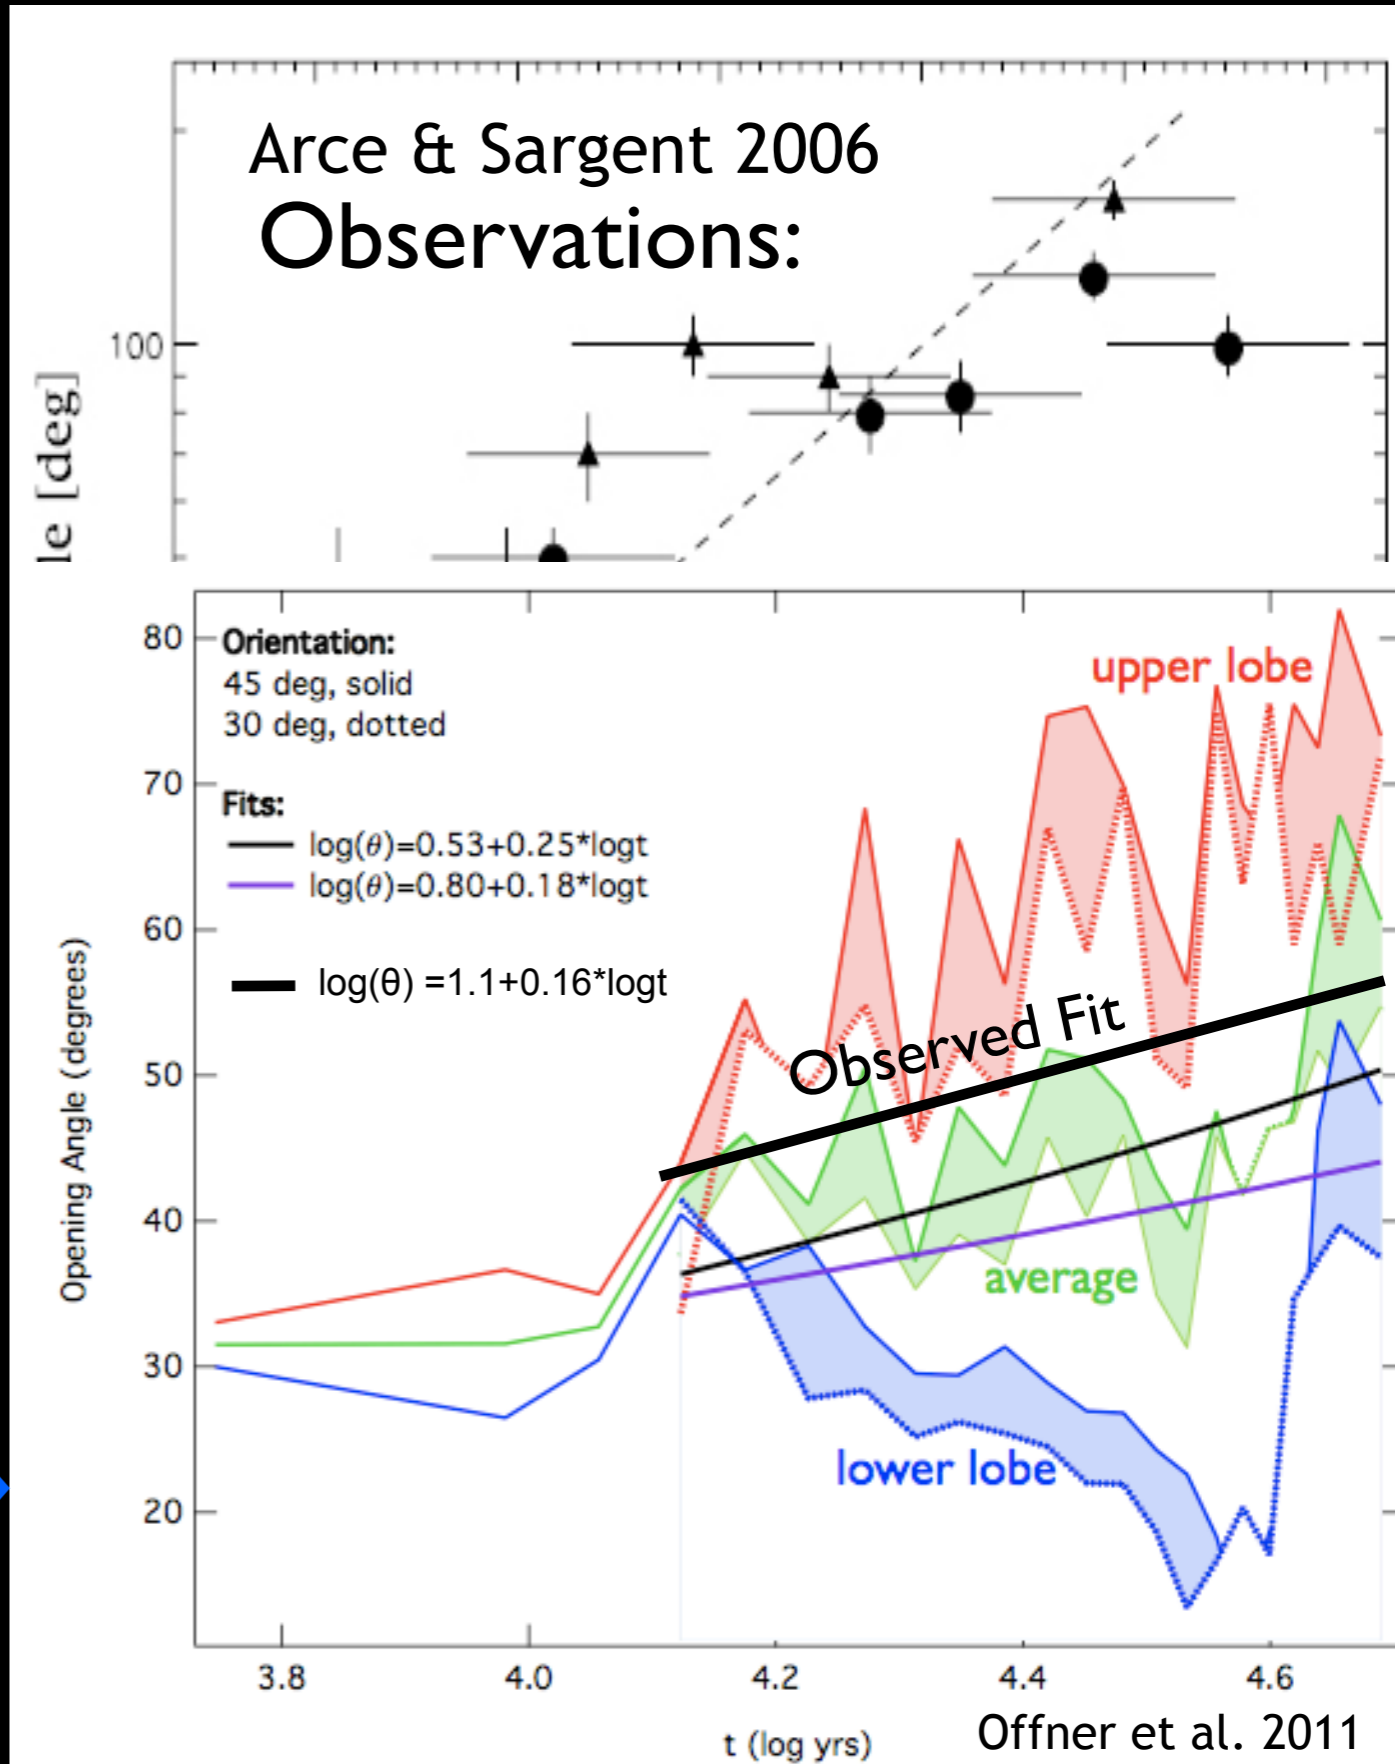 Arce & Sargent 2006
Observations:
100
le [deg]
80
70
60
50
40
30
20
Opening Angle (degrees)
Orientation:
45 deg, solid
30 deg, dotted
Fits:
log(θ)=0.53+0.25*logt
log(θ)=0.80+0.18*logt
log(θ) =1.1+0.16*logt
upper lobe
Observed Fit
average
lower lobe
3.8 4.0 4.2 4.4 4.6
t (log yrs)
Offner et al. 2011